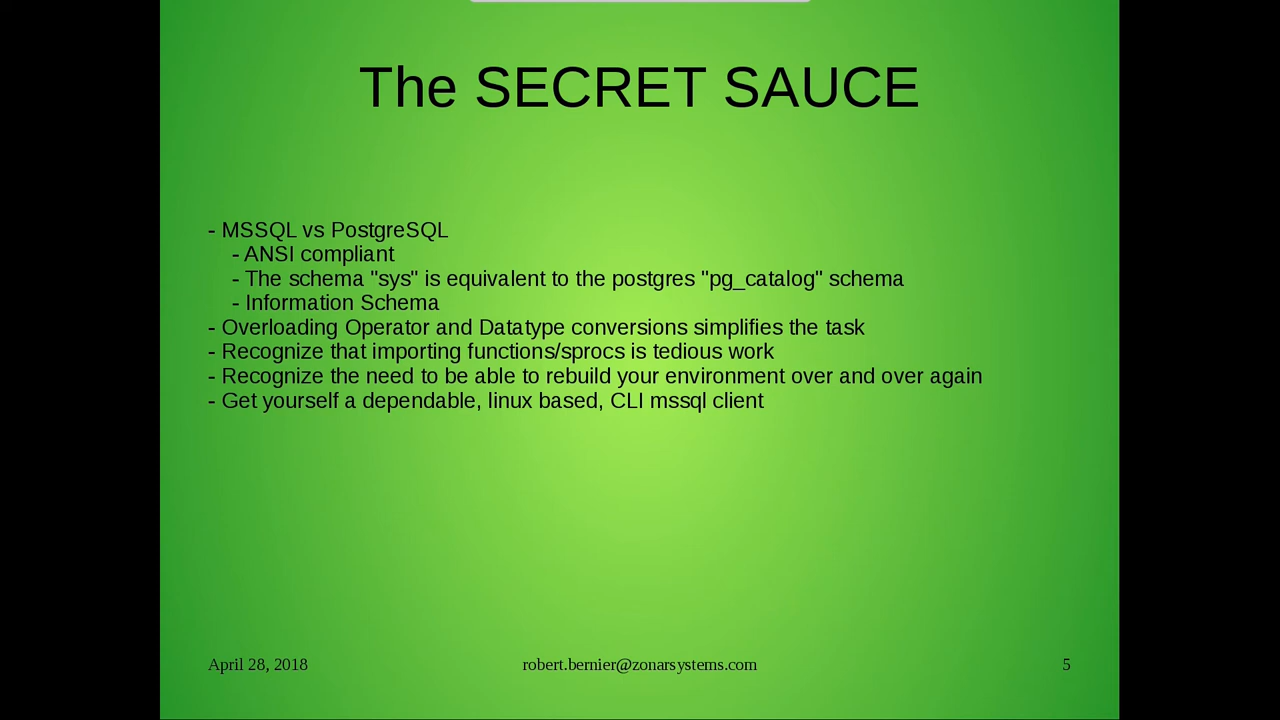 The SECRET SAUCE
- MSSQL vs PostgreSQL
- ANSI compliant
- The schema "sys" is equivalent to the postgres "pg_catalog" schema
- Information Schema
- Overloading Operator and Datatype conversions simplifies the task
- Recognize that importing functions/sprocs is tedious work
- Recognize the need to be able to rebuild your environment over and over again
- Get yourself a dependable, linux based, CLI mssql client
April 28, 2018 robert.bernier@zonarsystems.com 5